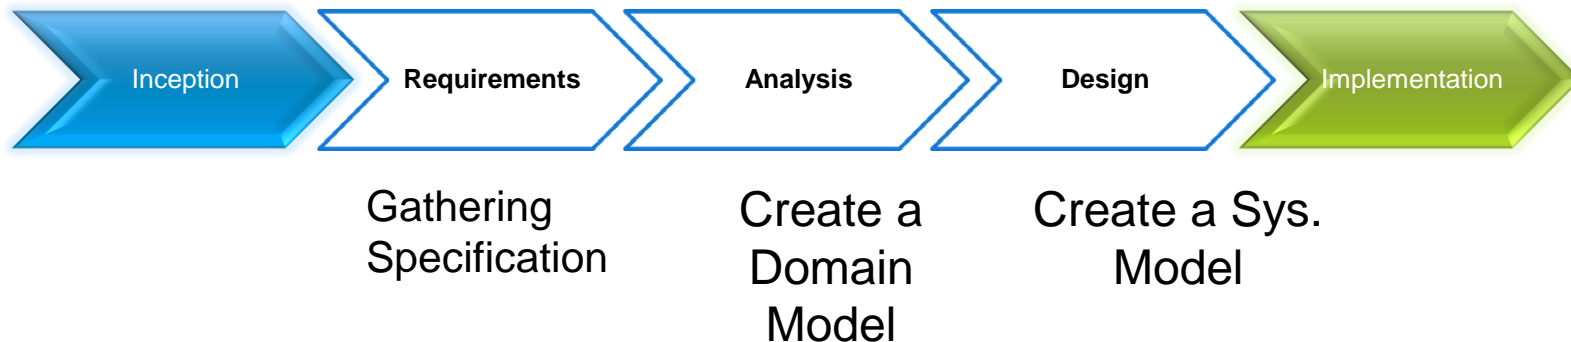 Inception
Requirements
Analysis
Design
Implementation
Gathering
Specification
Create a
Domain
Model
Create a Sys.
Model